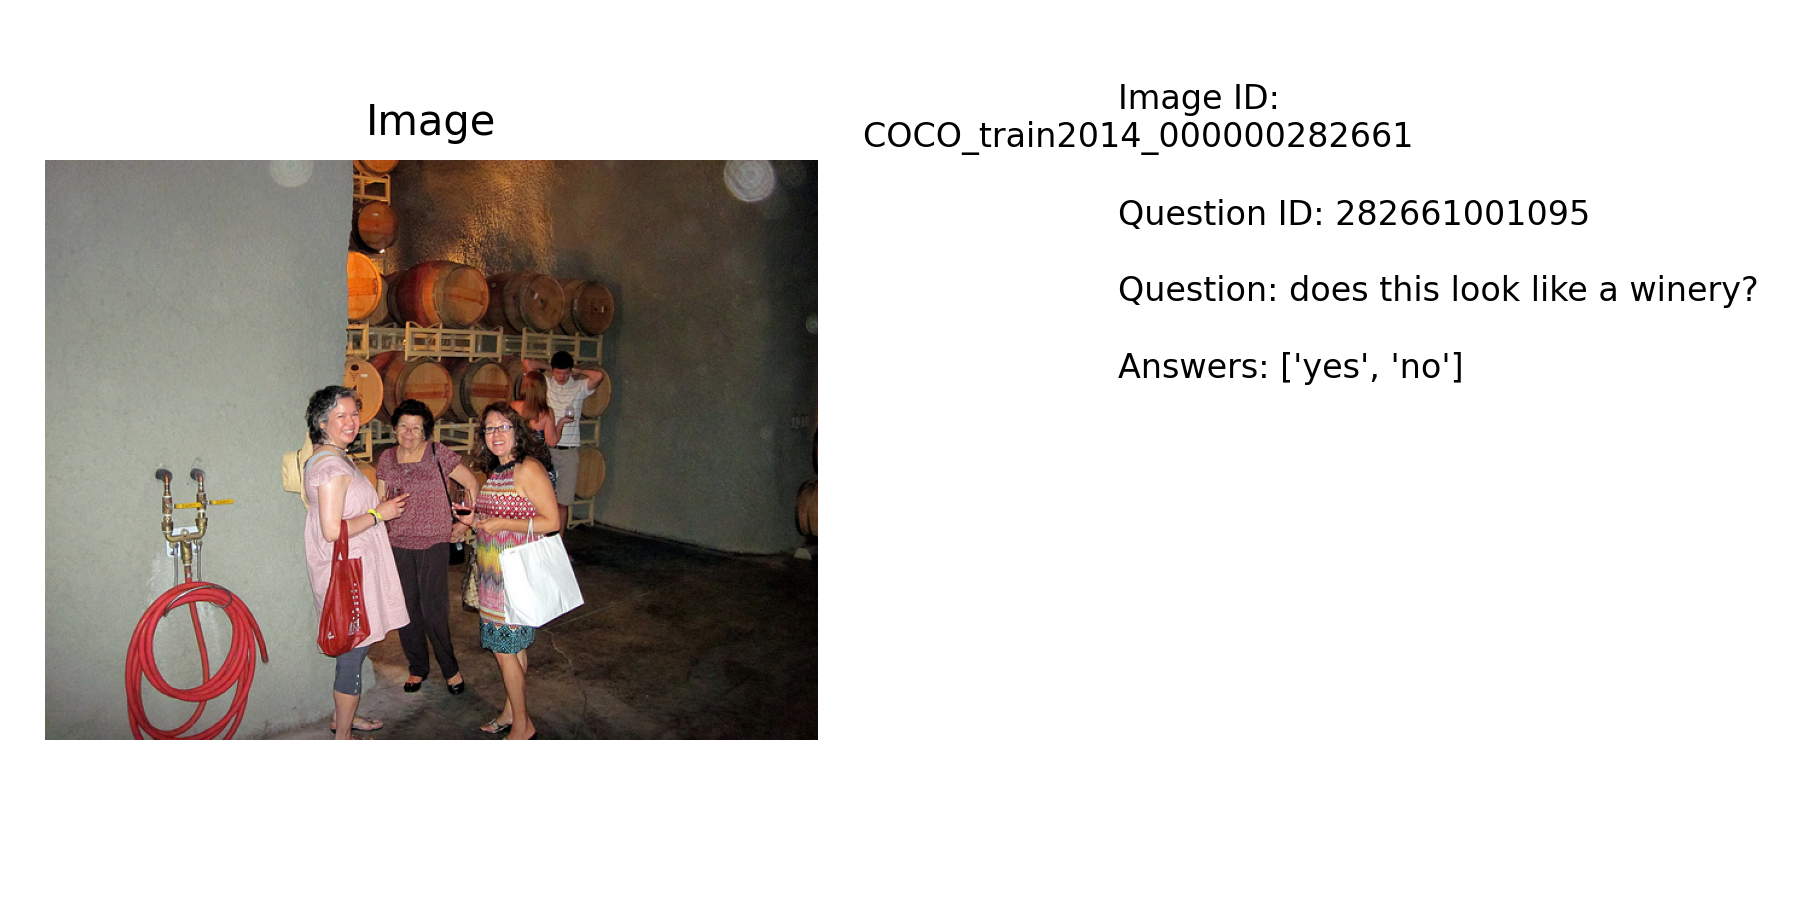 Image
Image ID:
COCO_train2014_000000282661
Question ID: 282661001095
Question: does this look like a winery?
Answers: ['yes', 'no']